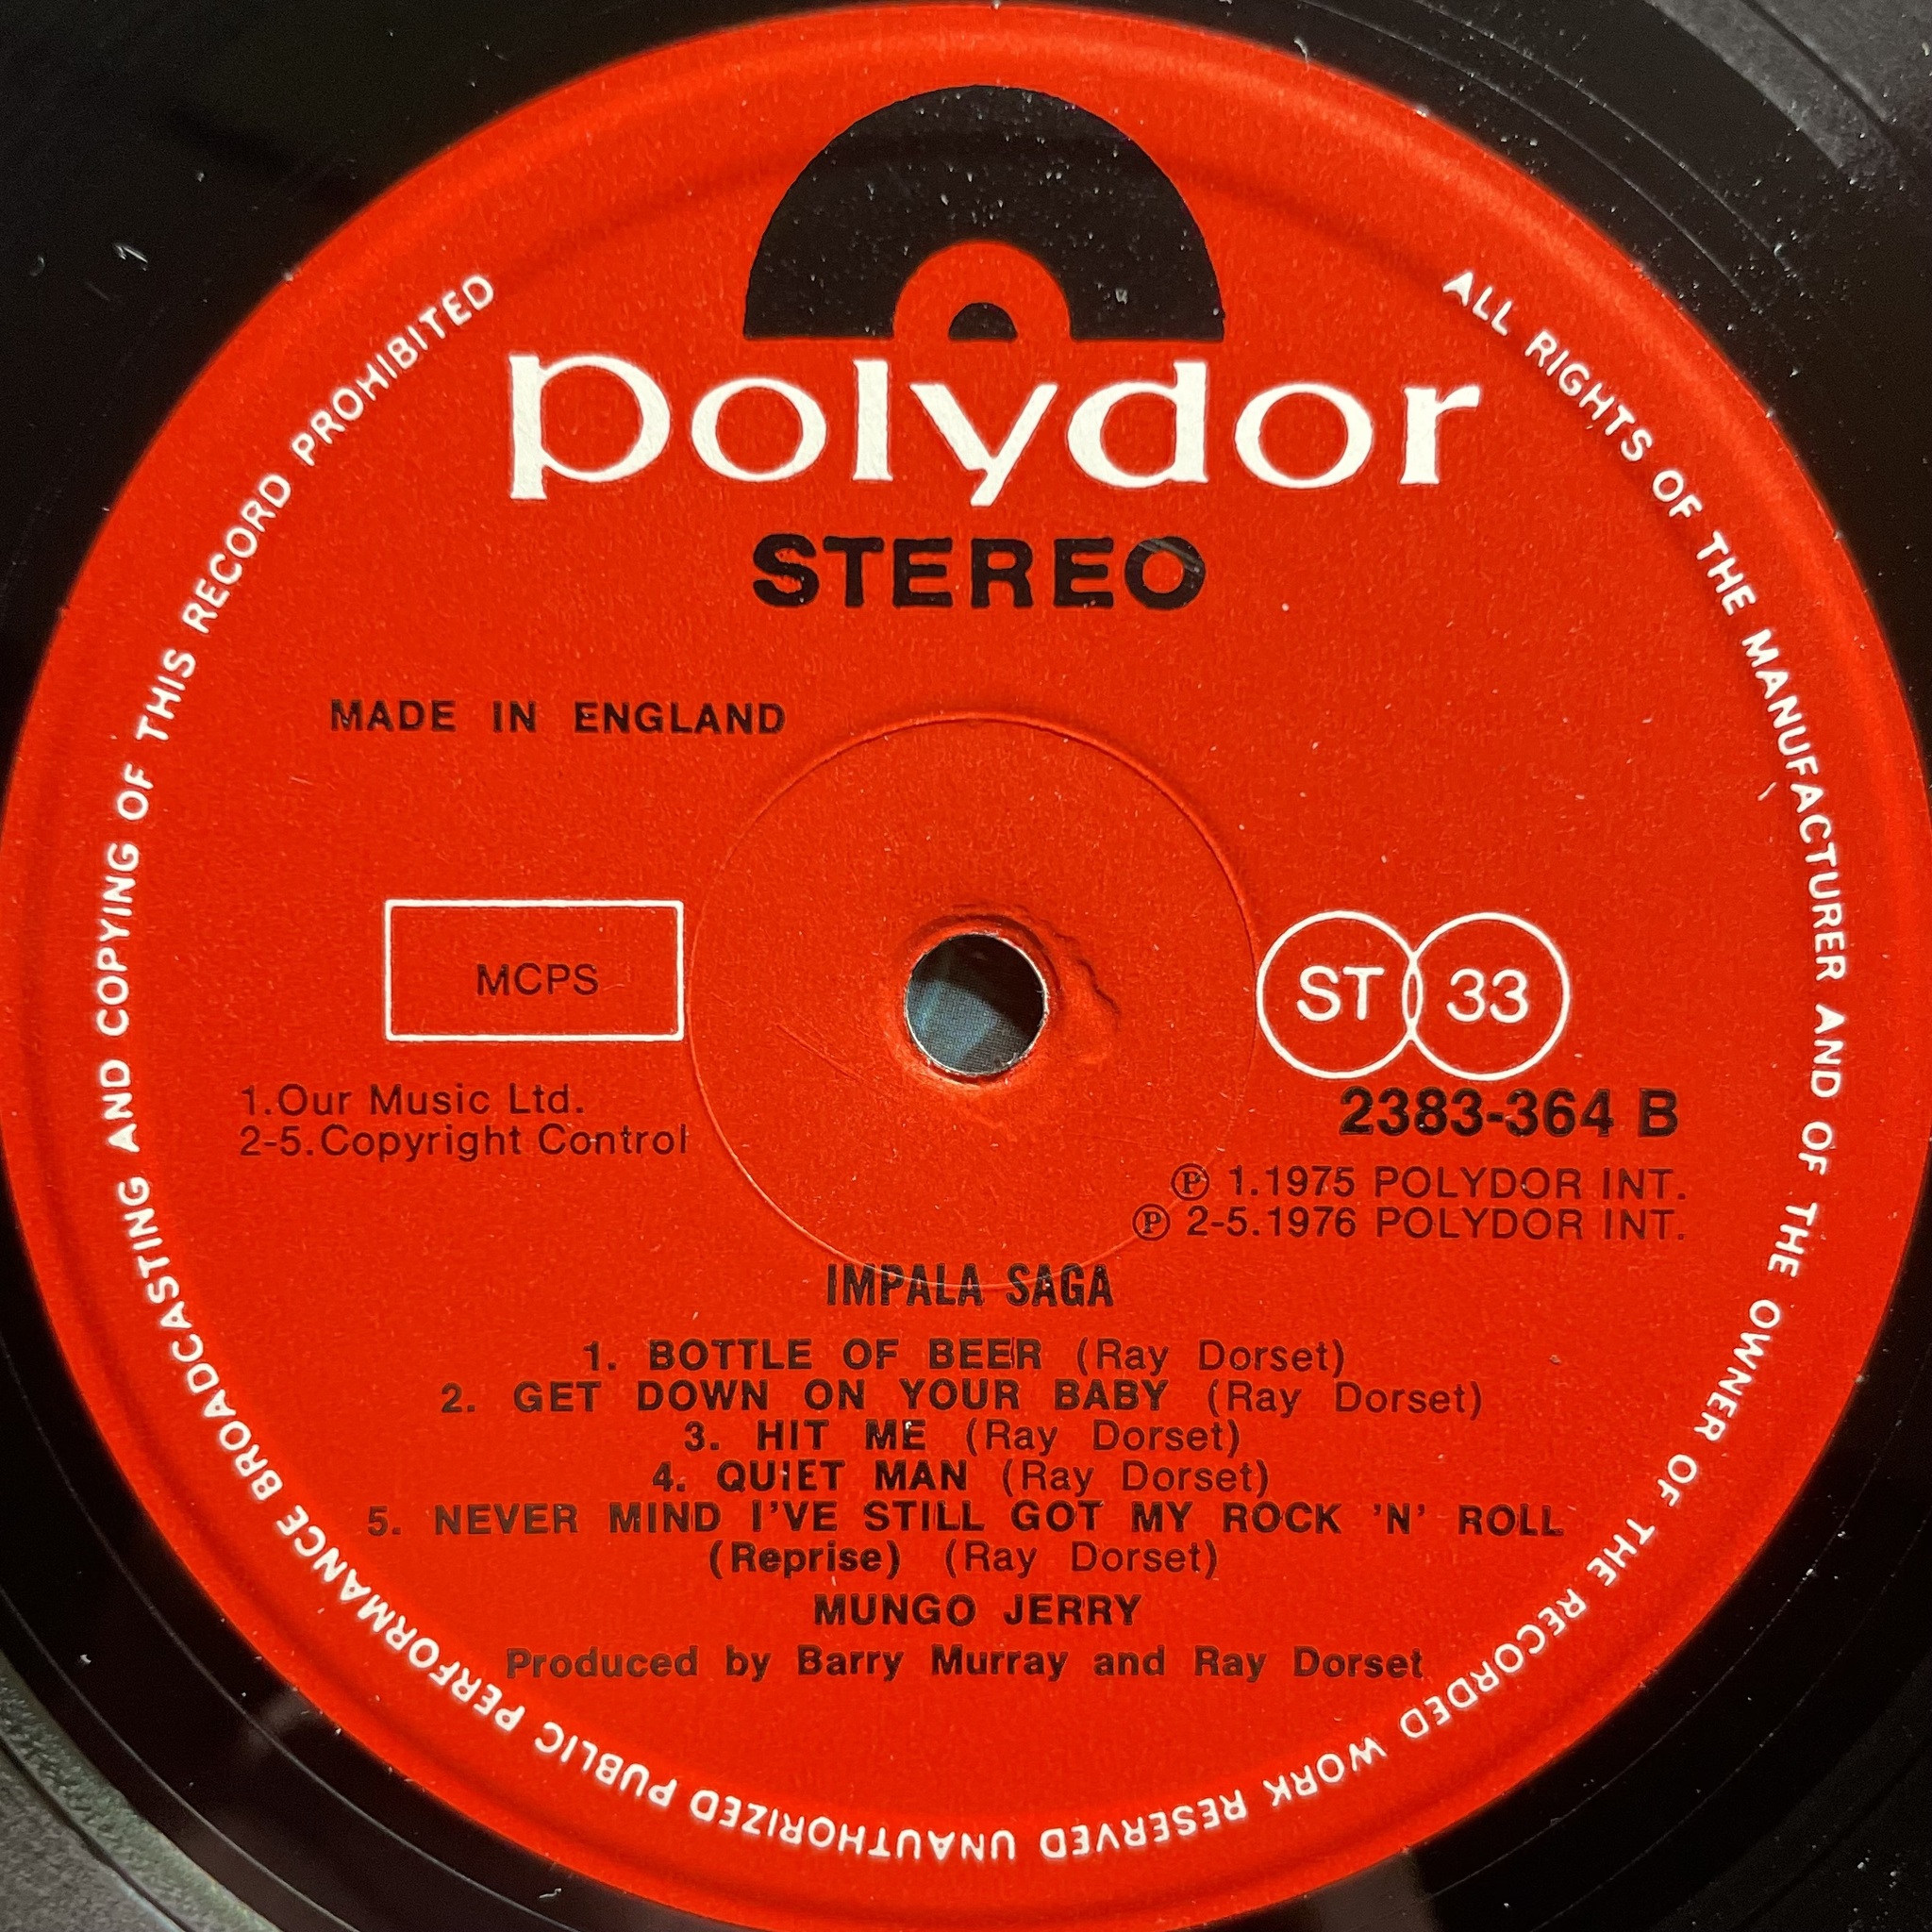 polydor
STEREO
MADE IN ENGLAND
MCPS
ST 33
1.Our Music Ltd.
2-5.Copyright Control
2383-364 B
Ⓟ 1.1975 POLYDOR INT.
Ⓟ 2-5.1976 POLYDOR INT.
IMPALA SAGA
1. BOTTLE OF BEER (Ray Dorset)
2. GET DOWN ON YOUR BABY (Ray Dorset)
3. HIT ME (Ray Dorset)
4. QUIET MAN (Ray Dorset)
5. NEVER MIND I'VE STILL GOT MY ROCK 'N' ROLL
(Reprise) (Ray Dorset)
MUNGO JERRY
Produced by Barry Murray and Ray Dorset
ALL RIGHTS OF THE MANUFACTURER AND OF THE OWNER OF THE RECORDED WORK RESERVED UNAUTHORIZED PUBLIC PERFORMANCE BROADCASTING AND COPYING OF THIS RECORD PROHIBITED